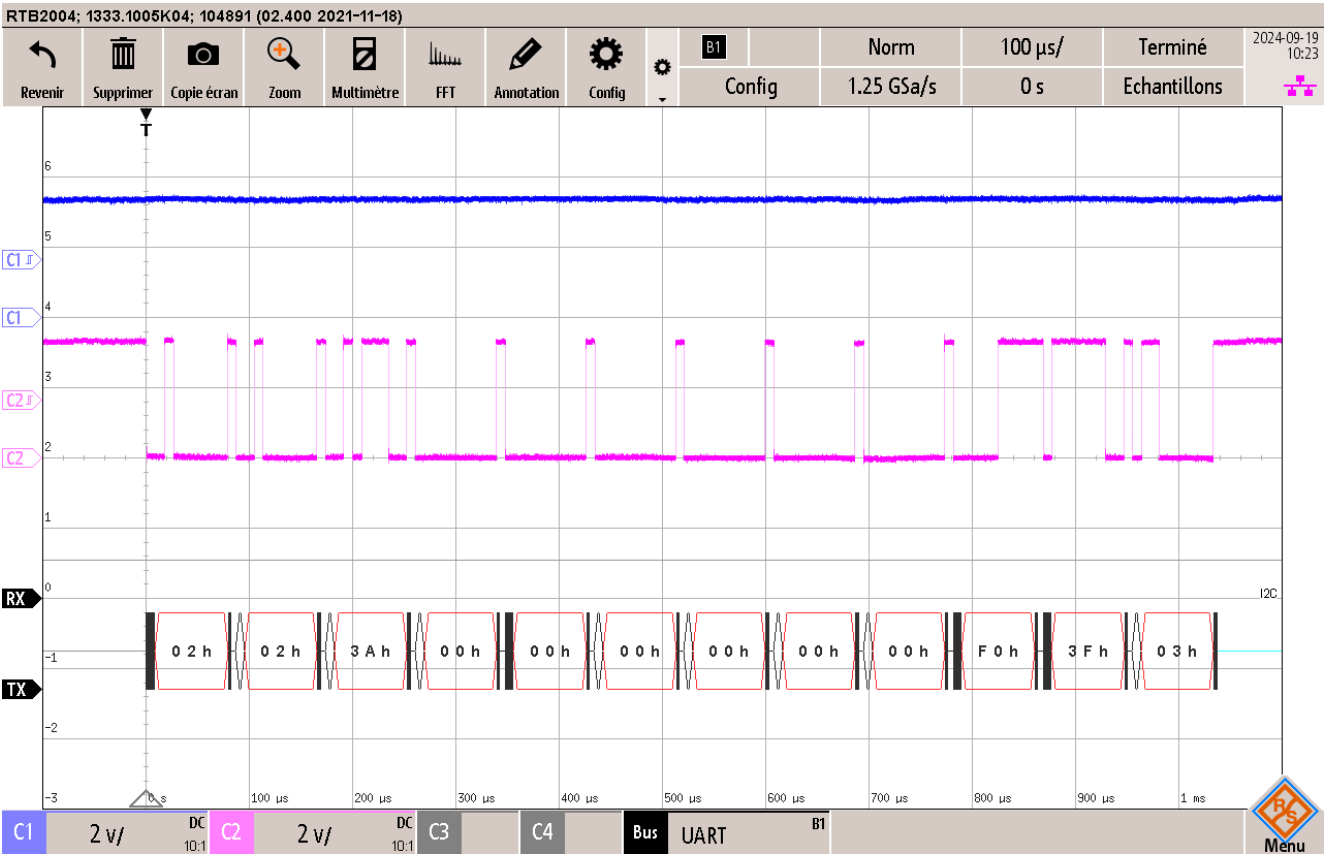 RTB2004; 1333.1005K04; 104891 (02.400 2021-11-18)
Revenir Supprimer Copie écran Zoom Multimètre FFT Annotation Config
B1 Norm 100 µs/ Terminé 2024-09-19 10:23
Config 1.25 GSa/s 0 s Echantillons
T
6
5
C1
4
C1
3
C2
2
C2
1
0
RX I2C
02h 02h 3Ah 00h 00h 00h 00h 00h 00h F0h 3Fh 03h
-1
TX
-2
-3 0 s 100 µs 200 µs 300 µs 400 µs 500 µs 600 µs 700 µs 800 µs 900 µs 1 ms
R&S
C1 2 V/ DC 10:1 C2 2 V/ DC 10:1 C3 C4 Bus UART B1 Menu